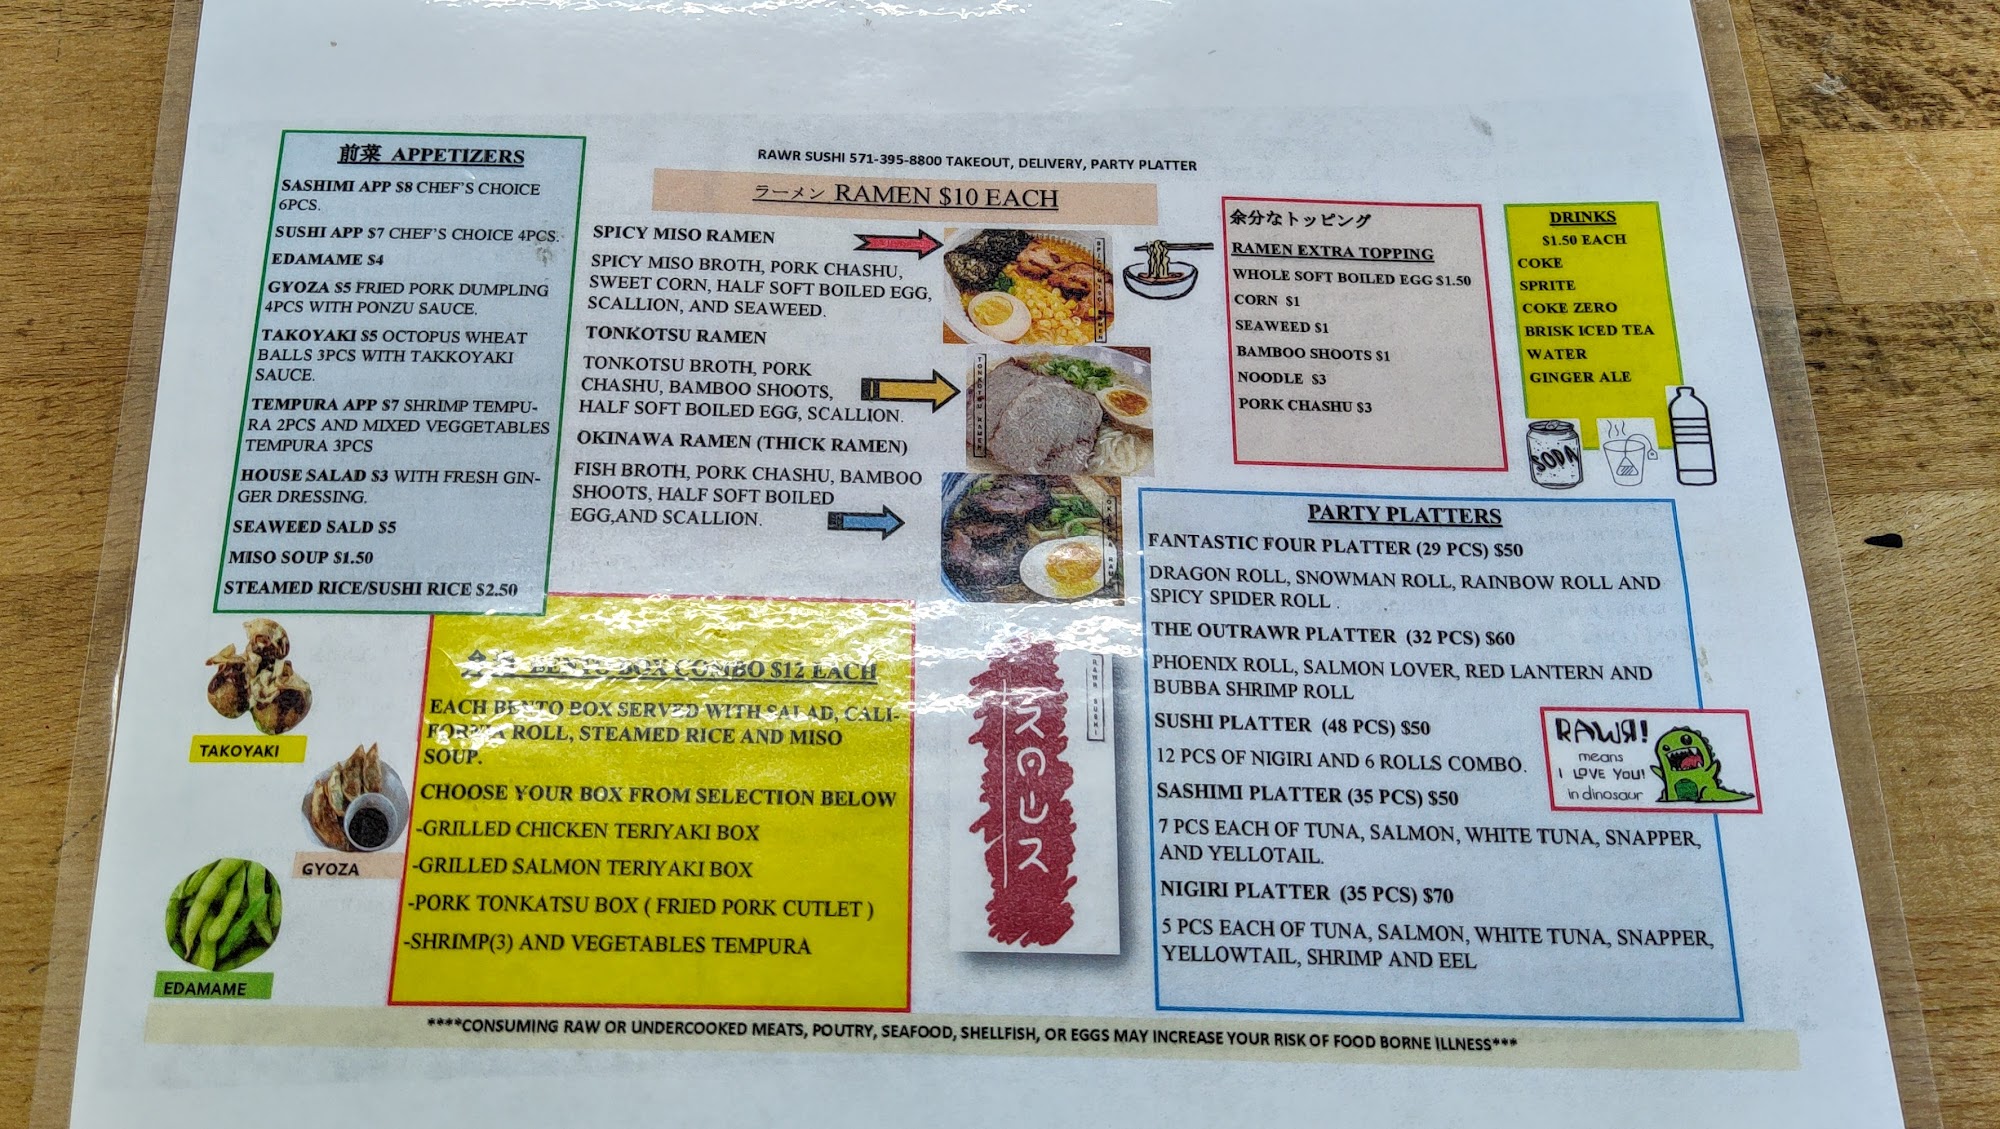 RAWR SUSHI 571-395-8800 TAKEOUT, DELIVERY, PARTY PLATTER
前菜 APPETIZERS
SASHIMI APP $8 CHEF'S CHOICE
6PCS.
SUSHI APP $7 CHEF'S CHOICE 4PCS.
EDAMAME $4
GYOZA $5 FRIED PORK DUMPLING
4PCS WITH PONZU SAUCE.
TAKOYAKI $5 OCTOPUS WHEAT
BALLS 3PCS WITH TAKKOYAKI
SAUCE.
TEMPURA APP $7 SHRIMP TEMPU-
RA 2PCS AND MIXED VEGGETABLES
TEMPURA 3PCS
HOUSE SALAD $3 WITH FRESH GIN-
GER DRESSING.
SEAWEED SALD $5
MISO SOUP $1.50
STEAMED RICE/SUSHI RICE $2.50
TAKOYAKI
GYOZA
EDAMAME
ラーメン RAMEN $10 EACH
SPICY MISO RAMEN
SPICY MISO BROTH, PORK CHASHU,
SWEET CORN, HALF SOFT BOILED EGG,
SCALLION, AND SEAWEED.
TONKOTSU RAMEN
TONKOTSU BROTH, PORK
CHASHU, BAMBOO SHOOTS,
HALF SOFT BOILED EGG, SCALLION.
OKINAWA RAMEN (THICK RAMEN)
FISH BROTH, PORK CHASHU, BAMBOO
SHOOTS, HALF SOFT BOILED
EGG,AND SCALLION.
SPICY MISO RAMEN
TONKOTSU RAMEN
BENTO BOX COMBO $12 EACH
EACH BENTO BOX SERVED WITH SALAD, CALI-
FORNIA ROLL, STEAMED RICE AND MISO
SOUP.
CHOOSE YOUR BOX FROM SELECTION BELOW
-GRILLED CHICKEN TERIYAKI BOX
-GRILLED SALMON TERIYAKI BOX
-PORK TONKATSU BOX ( FRIED PORK CUTLET )
-SHRIMP(3) AND VEGETABLES TEMPURA
RAWR SUSHI
余分なトッピング
RAMEN EXTRA TOPPING
WHOLE SOFT BOILED EGG $1.50
CORN $1
SEAWEED $1
BAMBOO SHOOTS $1
NOODLE $3
PORK CHASHU $3
DRINKS
$1.50 EACH
COKE
SPRITE
COKE ZERO
BRISK ICED TEA
WATER
GINGER ALE
SODA
PARTY PLATTERS
FANTASTIC FOUR PLATTER (29 PCS) $50
DRAGON ROLL, SNOWMAN ROLL, RAINBOW ROLL AND
SPICY SPIDER ROLL .
THE OUTRAWR PLATTER (32 PCS) $60
PHOENIX ROLL, SALMON LOVER, RED LANTERN AND
BUBBA SHRIMP ROLL
SUSHI PLATTER (48 PCS) $50
12 PCS OF NIGIRI AND 6 ROLLS COMBO.
SASHIMI PLATTER (35 PCS) $50
7 PCS EACH OF TUNA, SALMON, WHITE TUNA, SNAPPER,
AND YELLOTAIL.
NIGIRI PLATTER (35 PCS) $70
5 PCS EACH OF TUNA, SALMON, WHITE TUNA, SNAPPER,
YELLOWTAIL, SHRIMP AND EEL
RAWR!
means
I LOVE YOU!
in dinosaur
****CONSUMING RAW OR UNDERCOOKED MEATS, POUTRY, SEAFOOD, SHELLFISH, OR EGGS MAY INCREASE YOUR RISK OF FOOD BORNE ILLNESS***